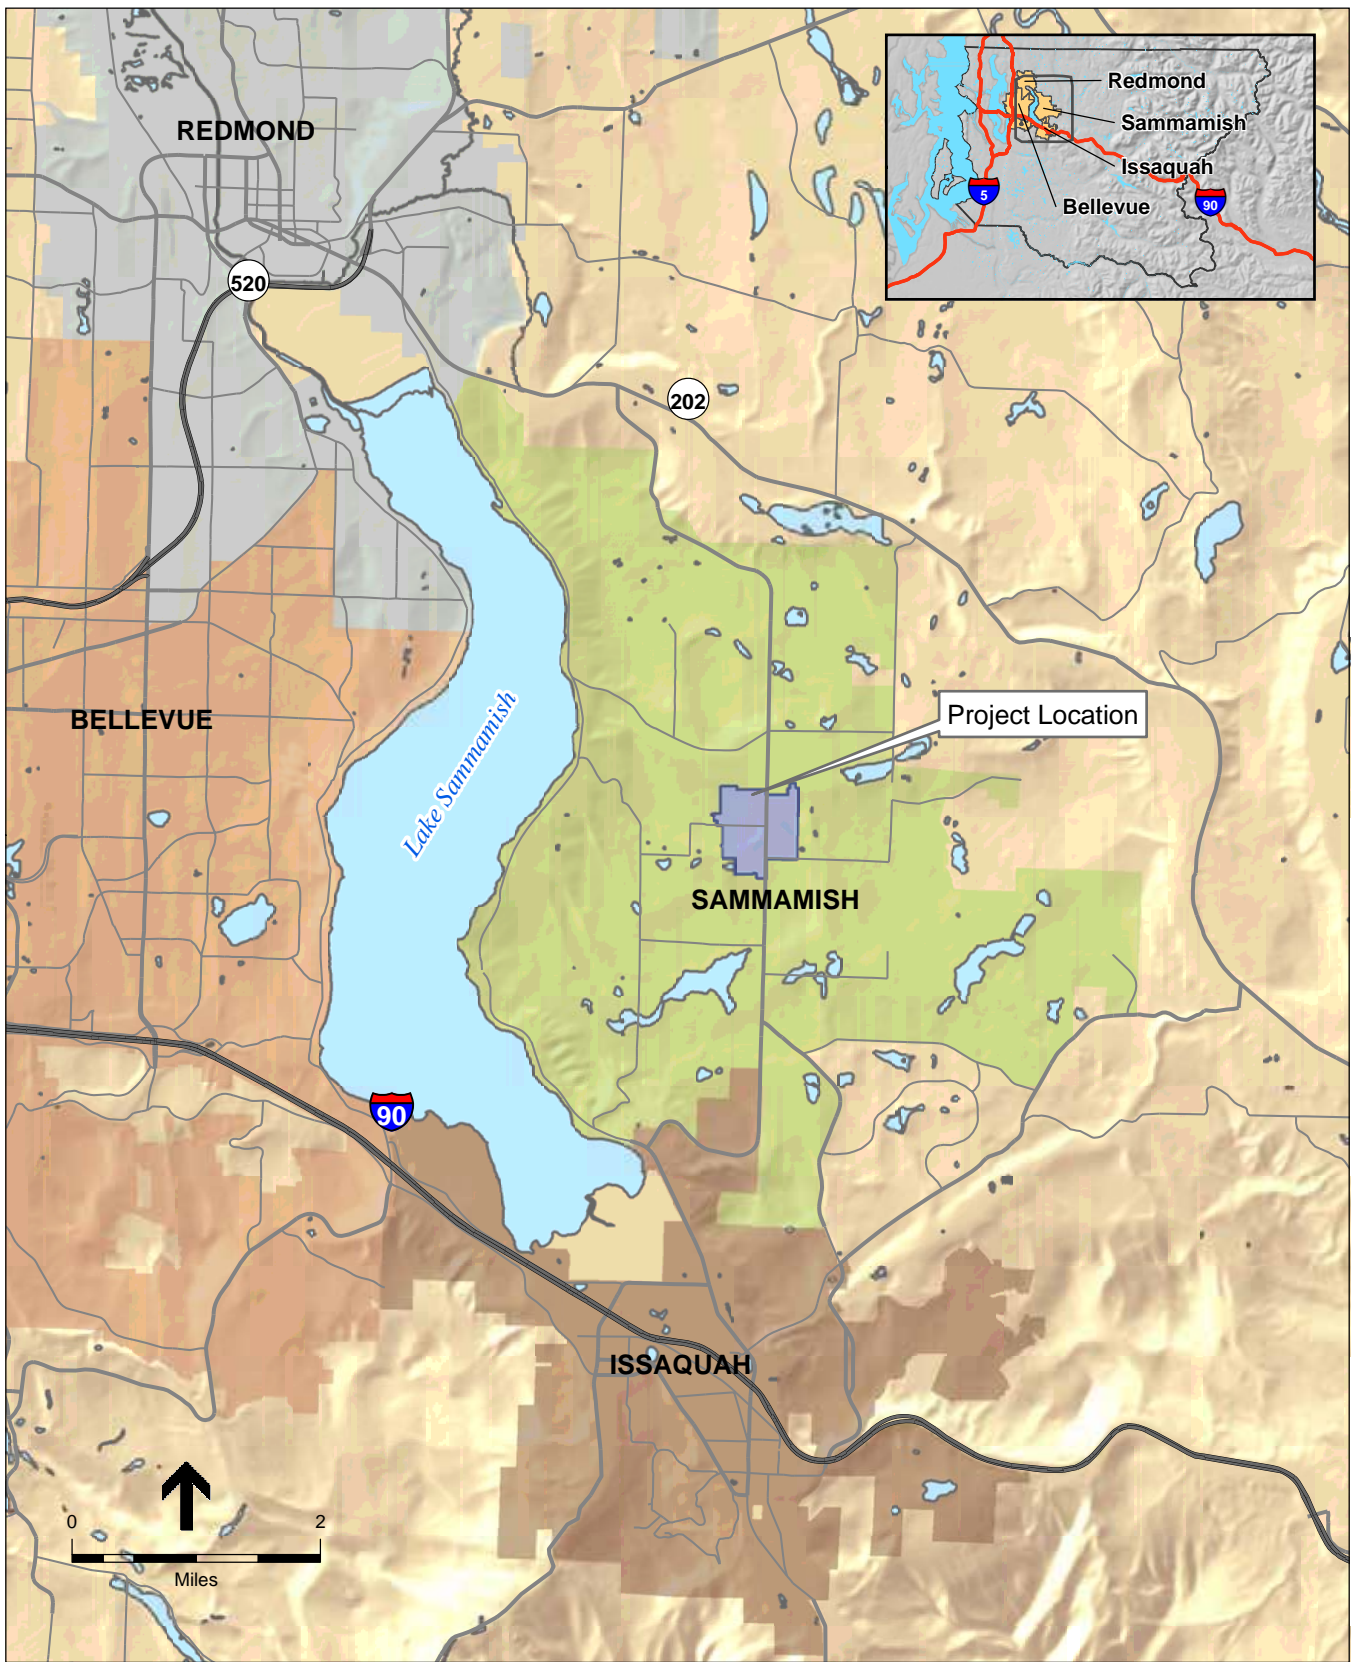 REDMOND
Redmond
Sammamish
Issaquah
5
90
Bellevue
520
202
BELLEVUE
Lake Sammamish
Project Location
SAMMAMISH
90
ISSAQUAH
0 2
Miles